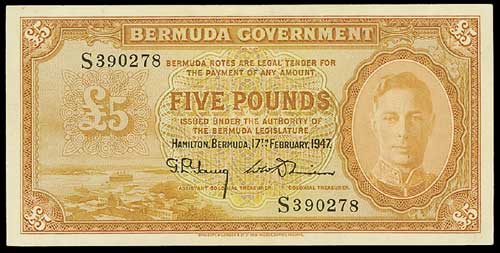 BERMUDA GOVERNMENT
£5
£5
S390278
BERMUDA NOTES ARE LEGAL TENDER FOR
THE PAYMENT OF ANY AMOUNT
£5
FIVE POUNDS
ISSUED UNDER THE AUTHORITY OF
THE BERMUDA LEGISLATURE
HAMILTON, BERMUDA, 17TH FEBRUARY, 1947.
ASSISTANT COLONIAL TREASURER.
COLONIAL TREASURER.
S390278
£5
£5